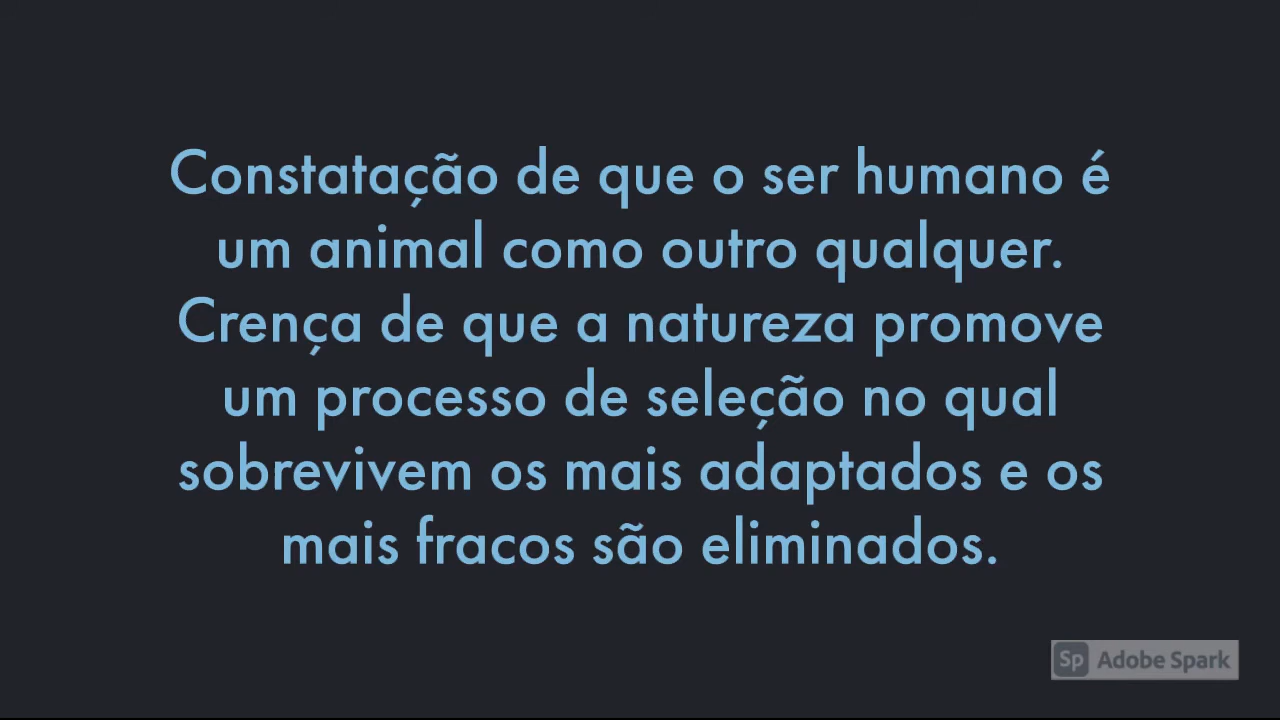 Constatação de que o ser humano é
um animal como outro qualquer.
Crença de que a natureza promove
um processo de seleção no qual
sobrevivem os mais adaptados e os
mais fracos são eliminados.
Sp Adobe Spark